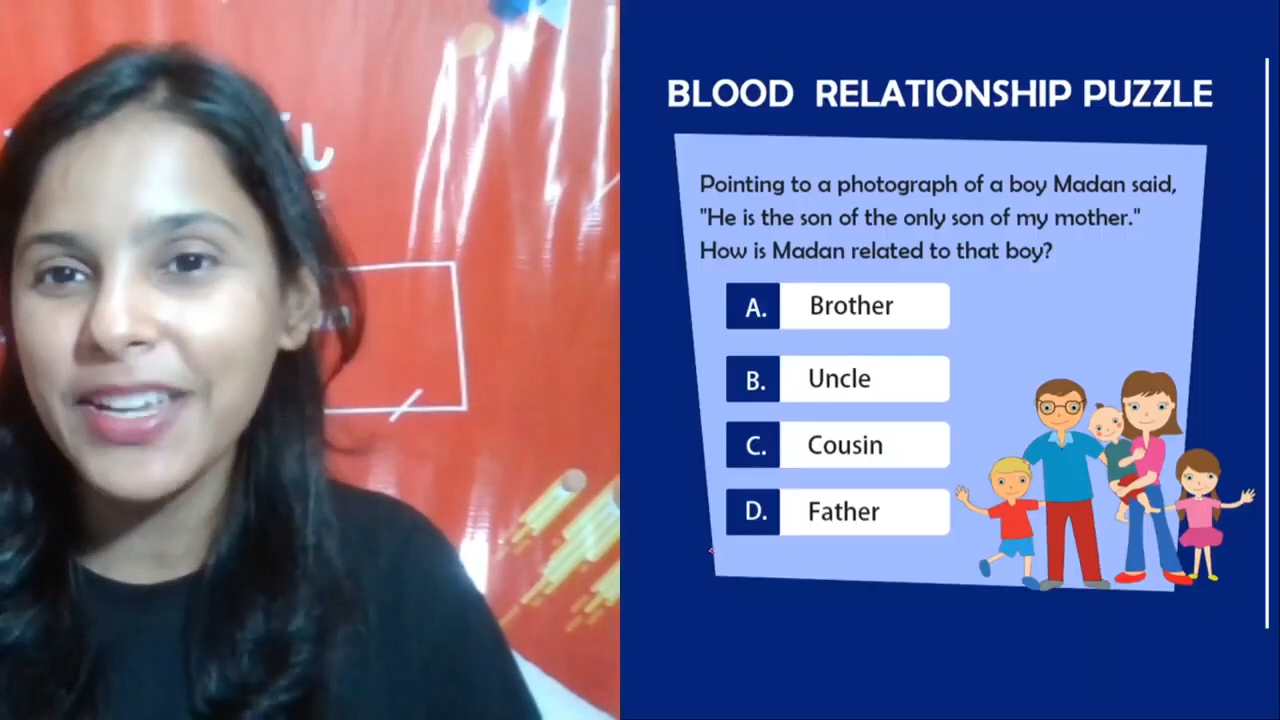 BLOOD RELATIONSHIP PUZZLE
Pointing to a photograph of a boy Madan said,
"He is the son of the only son of my mother."
How is Madan related to that boy?
A. Brother
B. Uncle
C. Cousin
D. Father